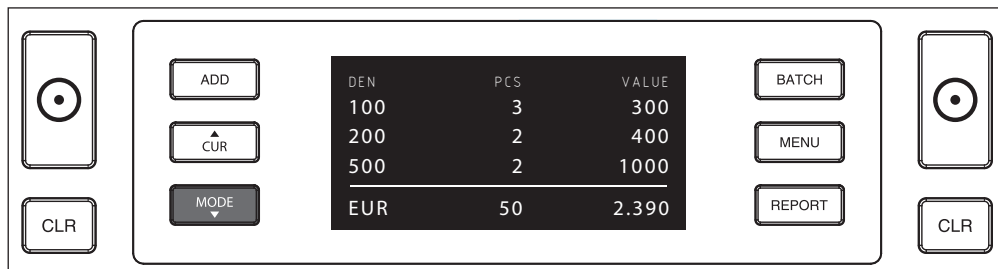 ADD
CUR
MODE
CLR
DEN PCS VALUE
100 3 300
200 2 400
500 2 1000
EUR 50 2.390
BATCH
MENU
REPORT
CLR